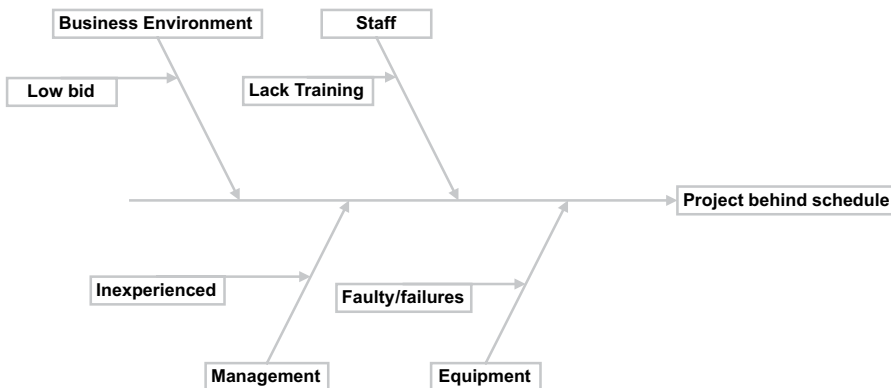 Business Environment
Staff
Low bid
Lack Training
Project behind schedule
Inexperienced
Faulty/failures
Management
Equipment